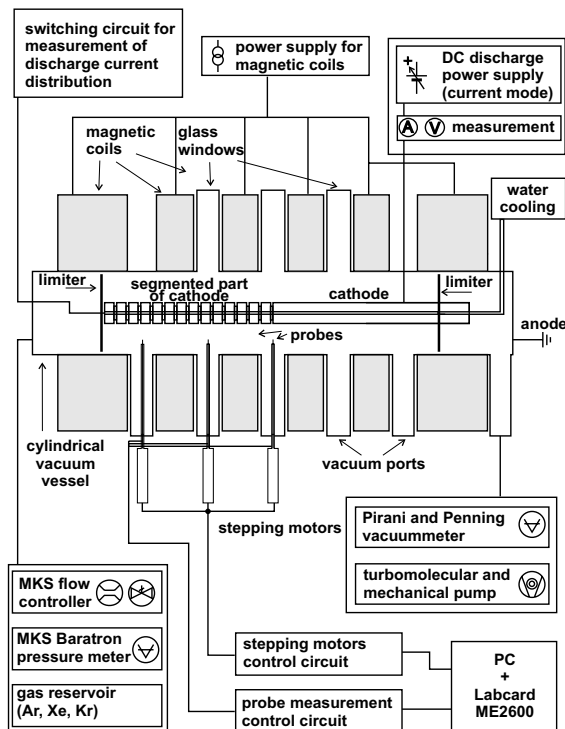 switching circuit for
measurement of
discharge current
distribution
power supply for
magnetic coils
+
DC discharge
power supply
(current mode)
A V measurement
magnetic
coils
glass
windows
water
cooling
limiter
segmented part
of cathode
cathode
limiter
probes
anode
cylindrical
vacuum
vessel
vacuum ports
stepping motors
Pirani and Penning
vacuummeter
turbomolecular and
mechanical pump
MKS flow
controller
MKS Baratron
pressure meter
gas reservoir
(Ar, Xe, Kr)
stepping motors
control circuit
probe measurement
control circuit
PC
+
Labcard
ME2600